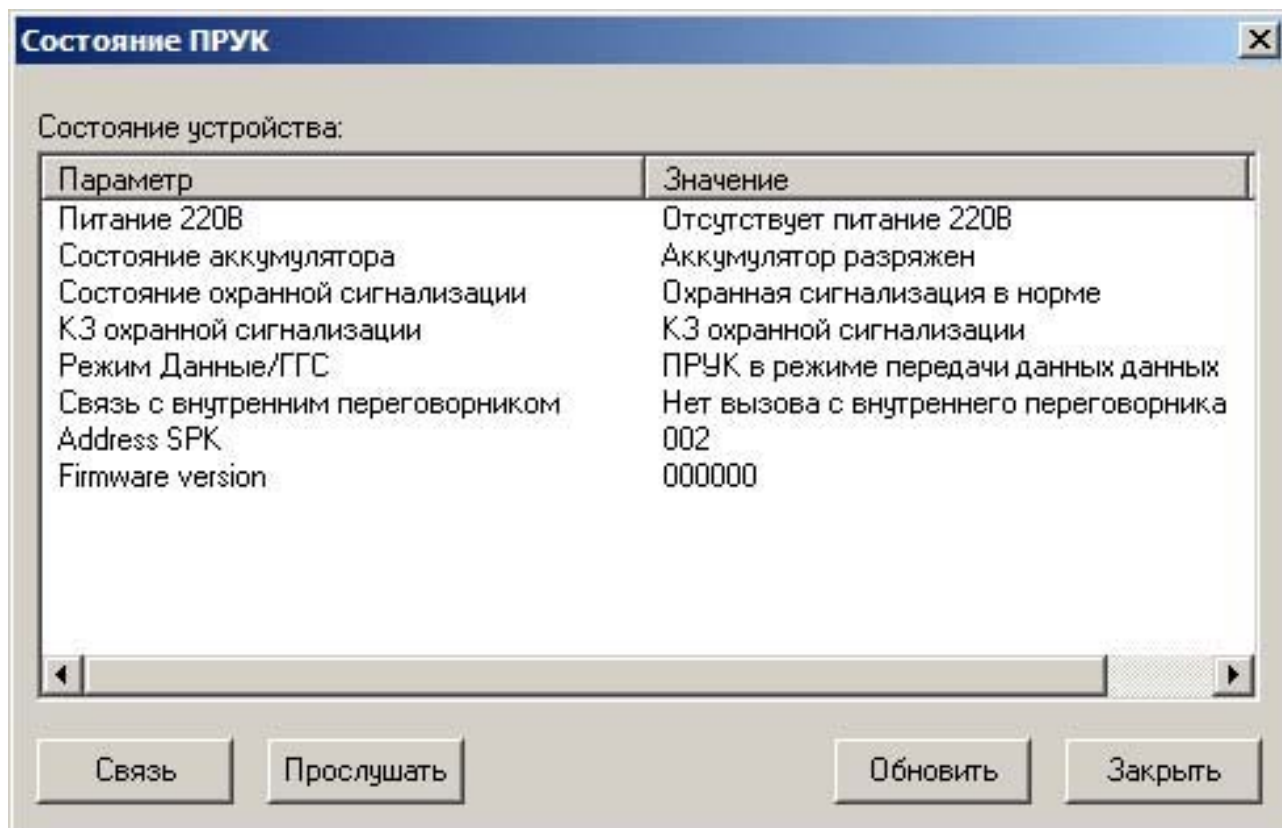 Состояние ПРУК
Состояние устройства:
Параметр Значение
Питание 220В Отсутствует питание 220В
Состояние аккумулятора Аккумулятор разряжен
Состояние охранной сигнализации Охранная сигнализация в норме
КЗ охранной сигнализации КЗ охранной сигнализации
Режим Данные/ГГС ПРУК в режиме передачи данных данных
Связь с внутренним переговорником Нет вызова с внутреннего переговорника
Address SPK 002
Firmware version 000000
Связь Прослушать Обновить Закрыть